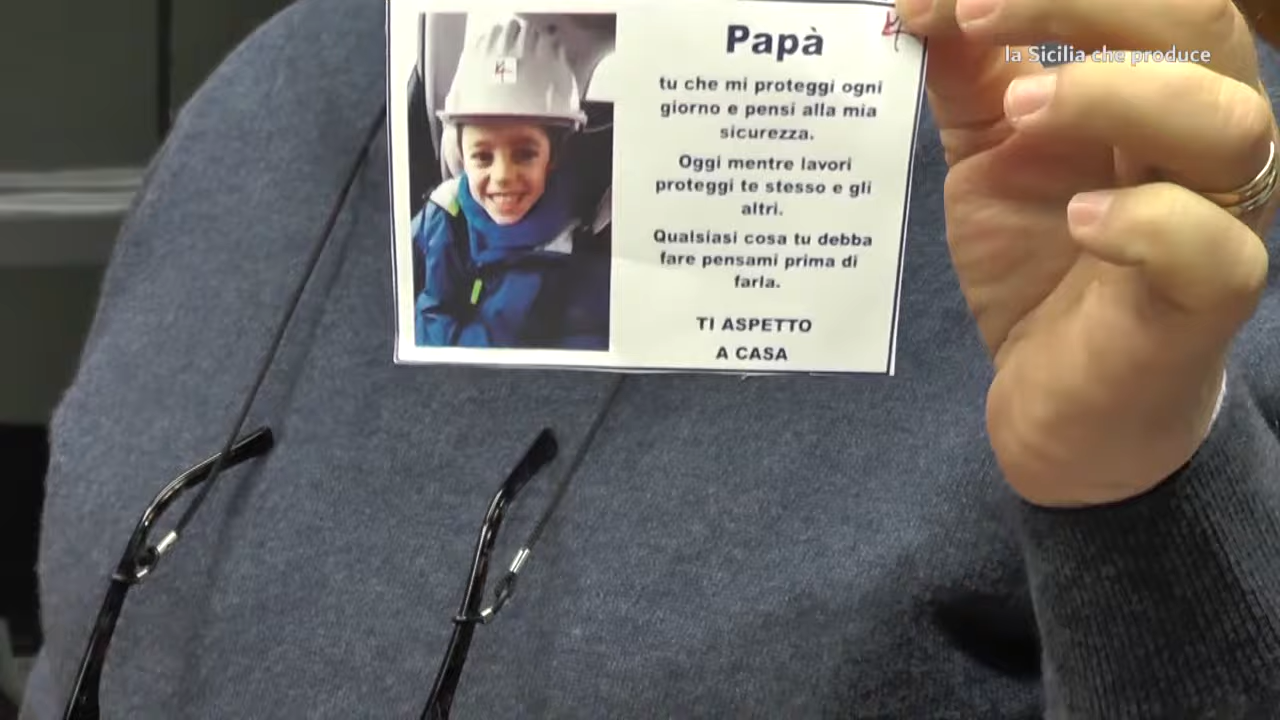 la Sicilia che produce
Papà
tu che mi proteggi ogni
giorno e pensi alla mia
sicurezza.
Oggi mentre lavori
proteggi te stesso e gli
altri.
Qualsiasi cosa tu debba
fare pensami prima di
farla.
TI ASPETTO
A CASA